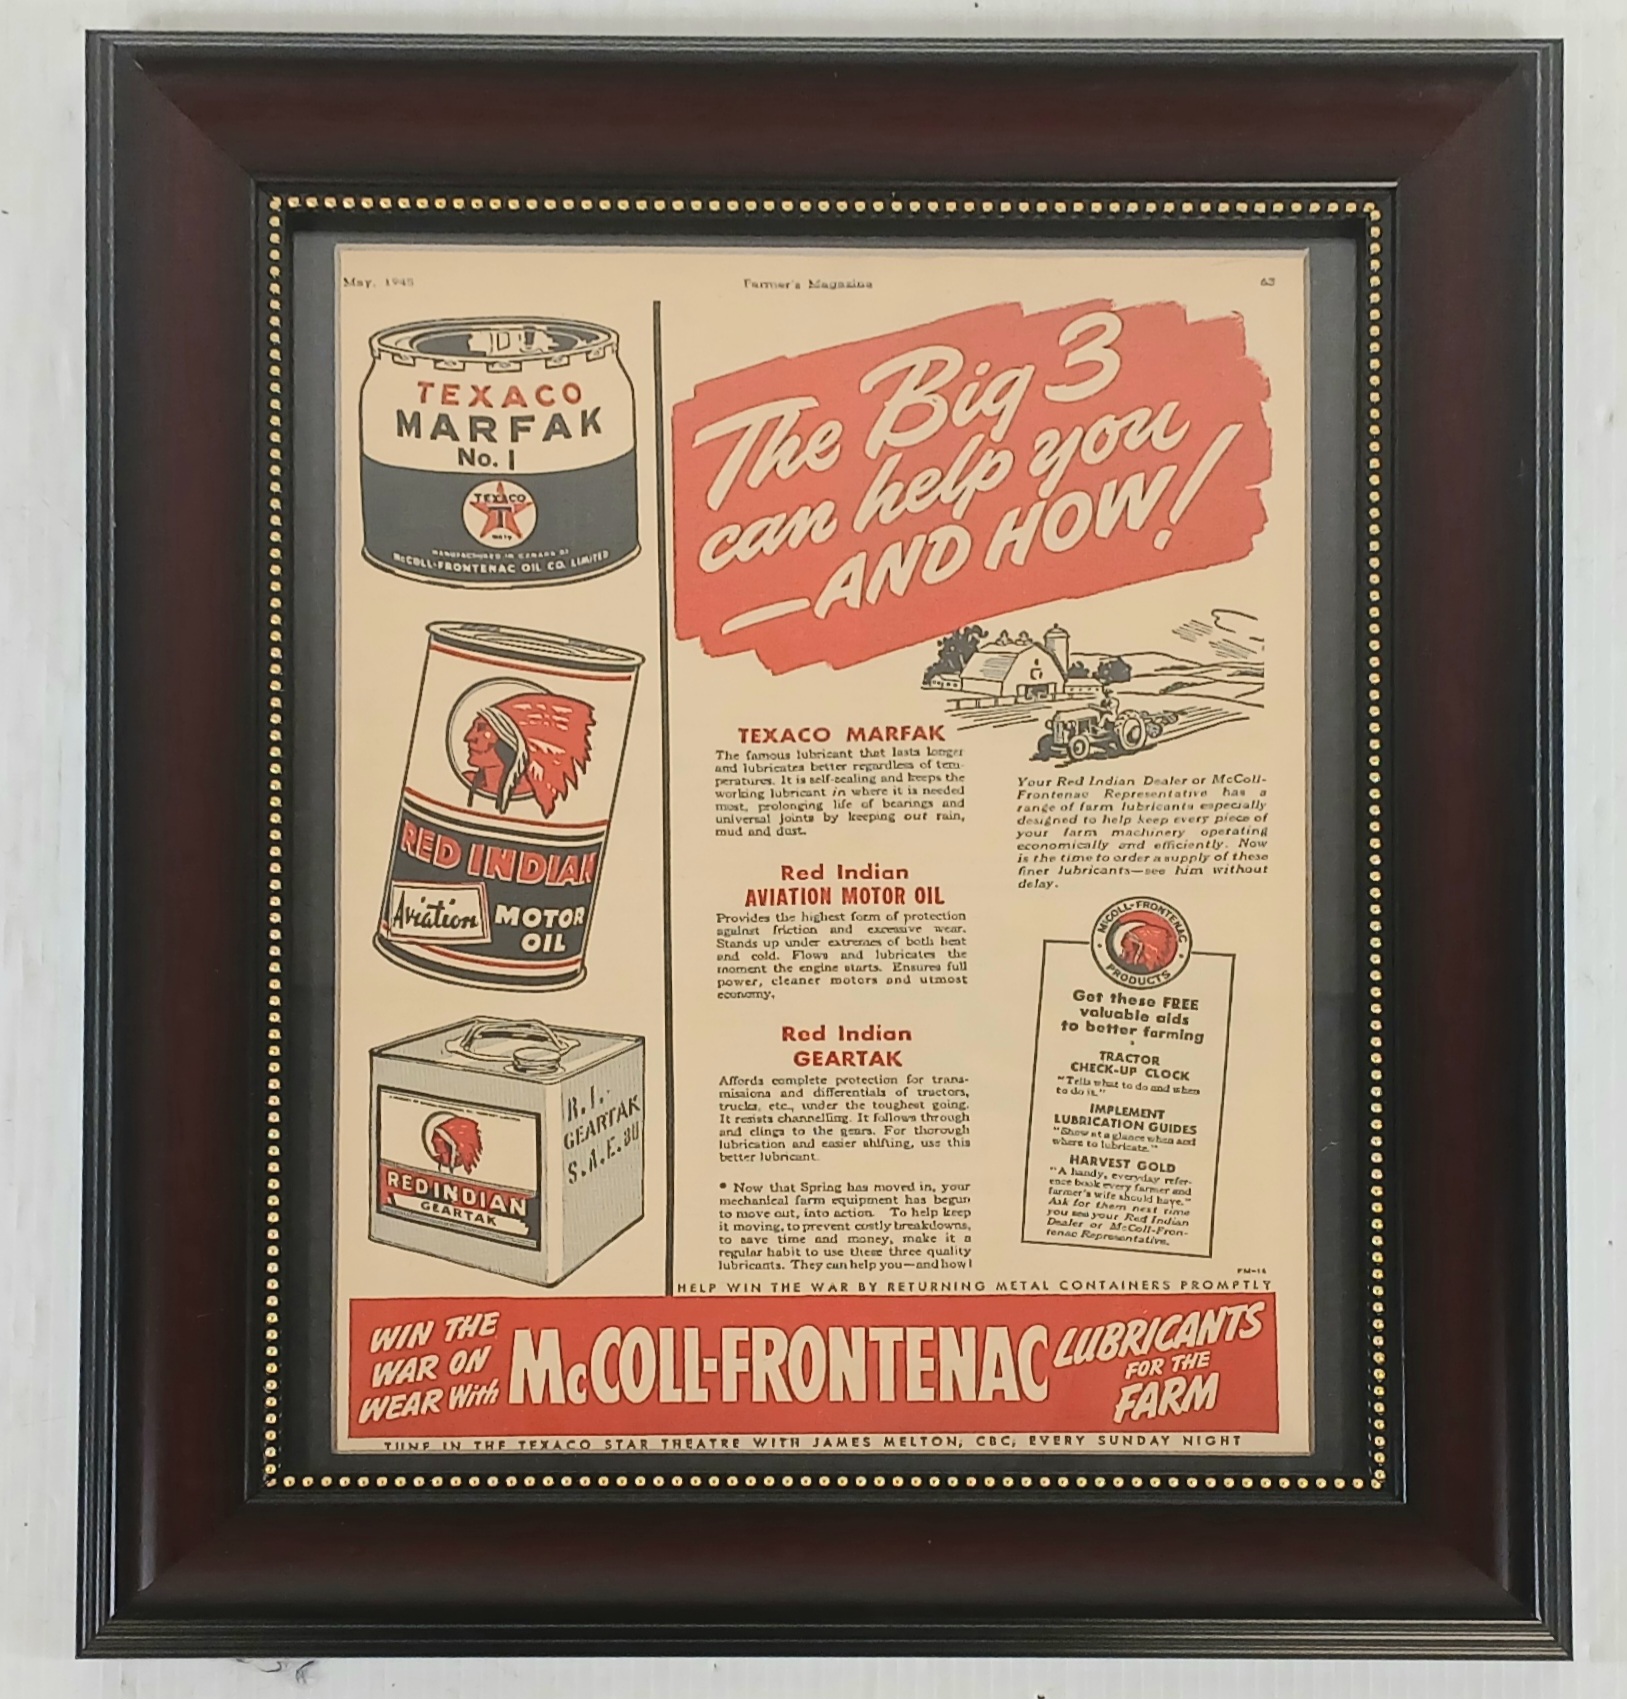 May, 1945
Farmer's Magazine
63
TEXACO
MARFAK
No. 1
TEXACO
T
MANUFACTURED IN CANADA BY
McCOLL-FRONTENAC OIL CO. LIMITED
RED INDIAN
Aviation MOTOR
OIL
R.I.
GEARTAK
S.A.E. 90
RED INDIAN
GEARTAK
The Big 3
can help you
—AND HOW!
TEXACO MARFAK
The famous lubricant that lasts longer
and lubricates better regardless of tem-
peratures. It is self-sealing and keeps the
working lubricant in where it is needed
most, prolonging life of bearings and
universal joints by keeping out rain,
mud and dust.
Red Indian
AVIATION MOTOR OIL
Provides the highest form of protection
against friction and excessive wear.
Stands up under extremes of both heat
and cold. Flows and lubricates the
moment the engine starts. Ensures full
power, cleaner motors and utmost
economy.
Red Indian
GEARTAK
Affords complete protection for trans-
missions and differentials of tractors,
trucks, etc., under the toughest going.
It resists channelling. It follows through
and clings to the gears. For thorough
lubrication and easier shifting, use this
better lubricant.
• Now that Spring has moved in, your
mechanical farm equipment has begun
to move out, into action. To help keep
it moving, to prevent costly breakdowns,
to save time and money, make it a
regular habit to use these three quality
lubricants. They can help you—and how!
Your Red Indian Dealer or McColl-
Frontenac Representative has a
range of farm lubricants especially
designed to help keep every piece of
your farm machinery operating
economically and efficiently. Now
is the time to order a supply of these
finer lubricants—see him without
delay.
McCOLL-FRONTENAC
PRODUCTS
Get these FREE
valuable aids
to better farming
TRACTOR
CHECK-UP CLOCK
"Tells what to do and when
to do it."
IMPLEMENT
LUBRICATION GUIDES
"Show at a glance when and
where to lubricate."
HARVEST GOLD
"A handy, everyday refer-
ence book every farmer and
farmer's wife should have."
Ask for them next time
you see your Red Indian
Dealer or McColl-Fron-
tenac Representative.
FM-16
HELP WIN THE WAR BY RETURNING METAL CONTAINERS PROMPTLY
WIN THE
WAR ON
WEAR With
McCOLL-FRONTENAC
LUBRICANTS
FOR THE
FARM
TUNE IN THE TEXACO STAR THEATRE WITH JAMES MELTON, CBC, EVERY SUNDAY NIGHT